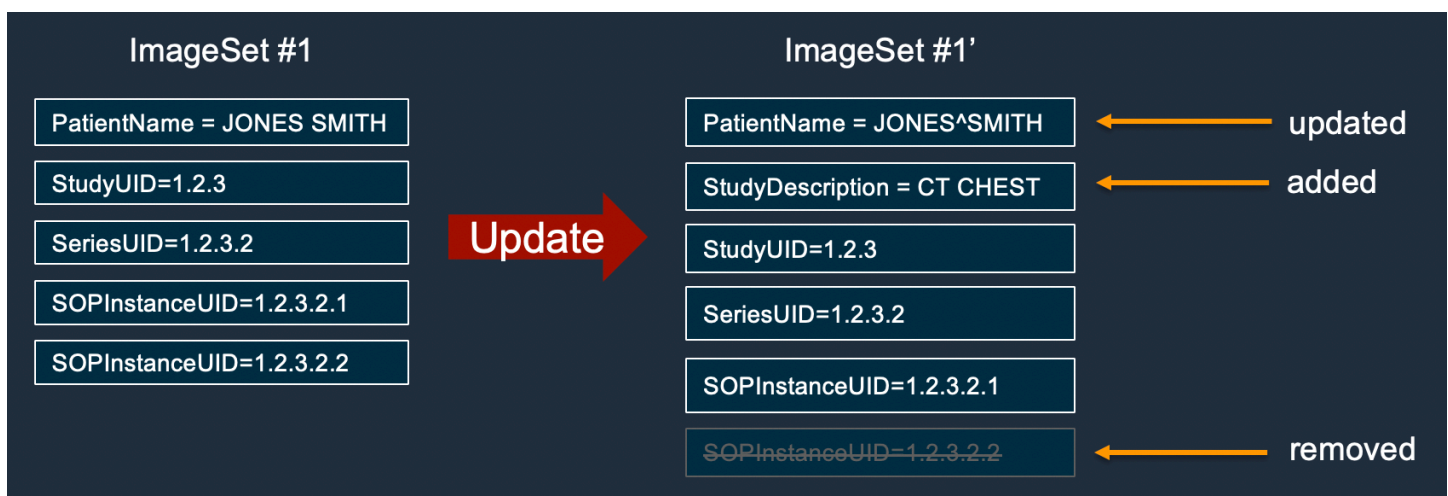 ImageSet #1
PatientName = JONES SMITH
StudyUID=1.2.3
SeriesUID=1.2.3.2
SOPInstanceUID=1.2.3.2.1
SOPInstanceUID=1.2.3.2.2
Update
ImageSet #1’
PatientName = JONES^SMITH
updated
StudyDescription = CT CHEST
added
StudyUID=1.2.3
SeriesUID=1.2.3.2
SOPInstanceUID=1.2.3.2.1
SOPInstanceUID=1.2.3.2.2
removed